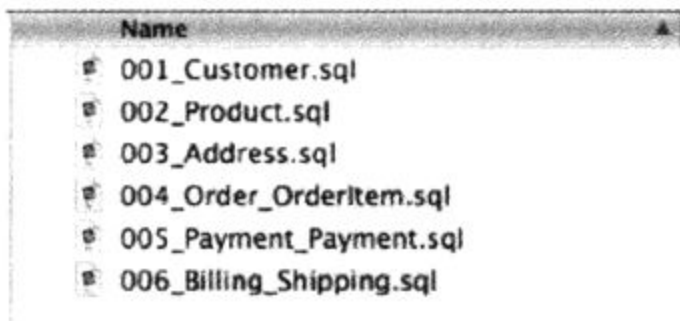 Name
001_Customer.sql
002_Product.sql
003_Address.sql
004_Order_OrderItem.sql
005_Payment_Payment.sql
006_Billing_Shipping.sql